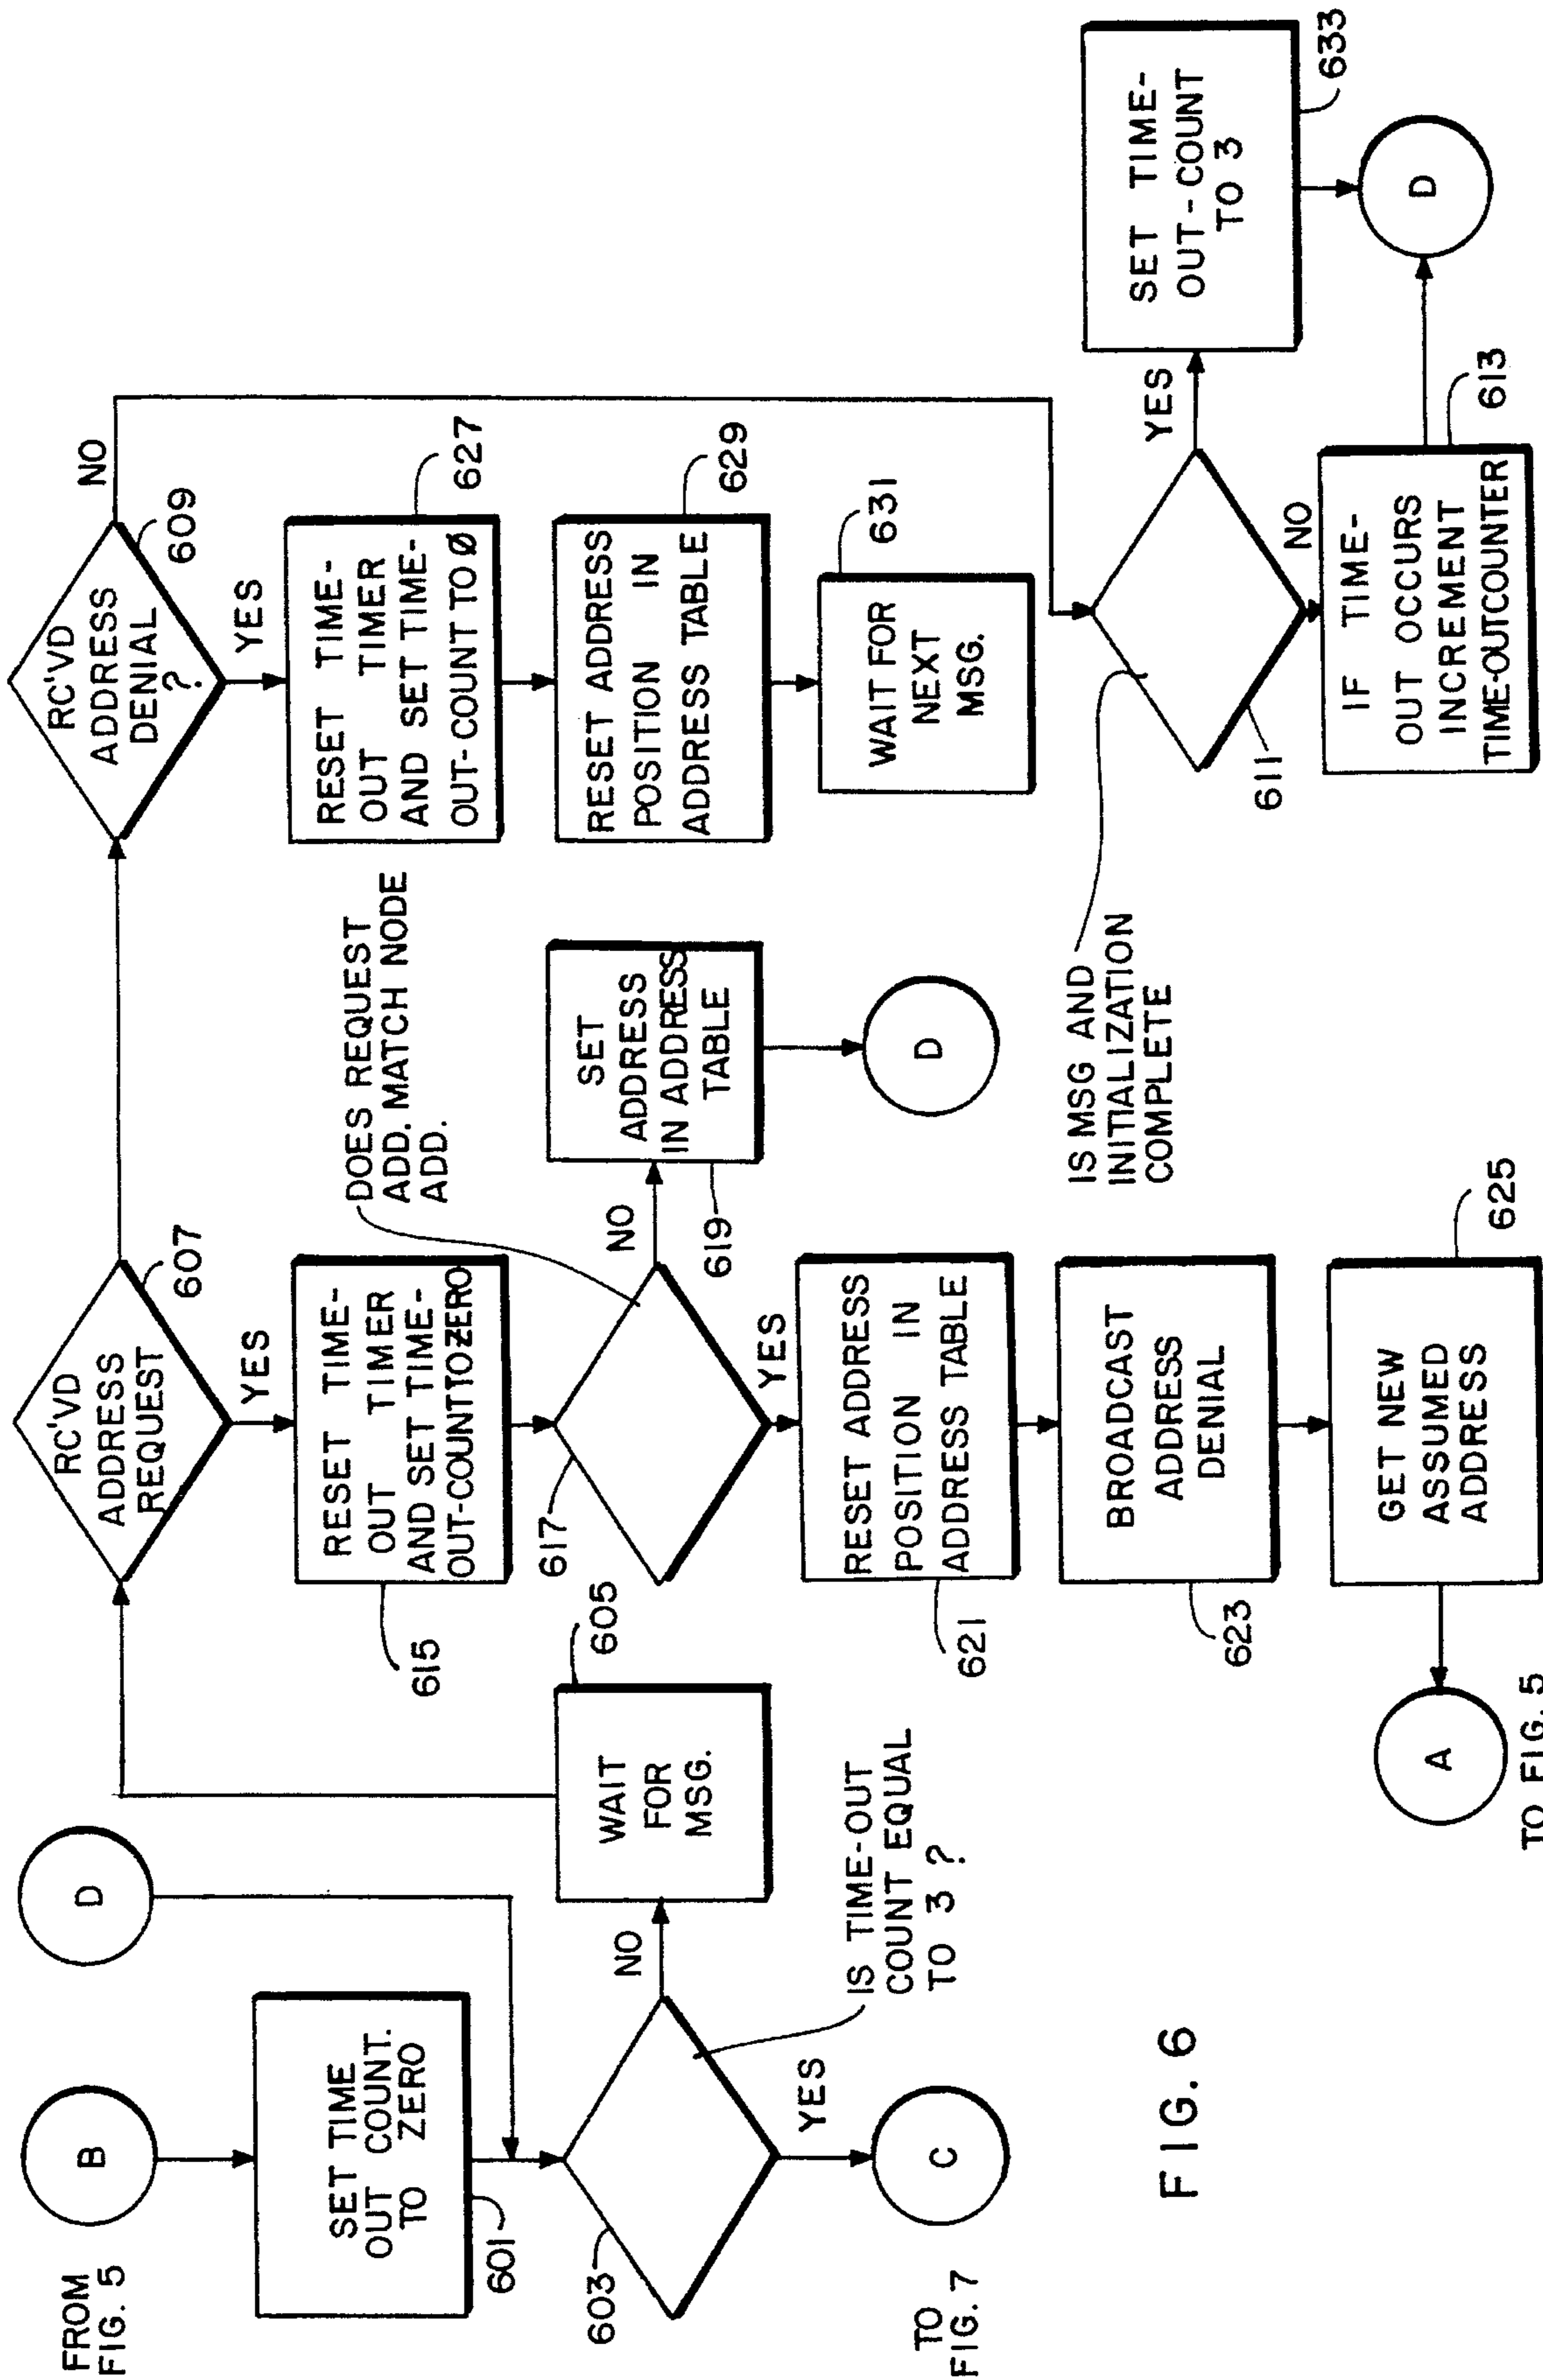 FROM
FIG. 5
B
SET TIME
OUT COUNT.
TO ZERO
601
D
603
IS TIME-OUT
COUNT EQUAL
TO 3 ?
YES
C
TO
FIG. 7
NO
WAIT
FOR
MSG.
605
RC'VD
ADDRESS
REQUEST
607
YES
RESET TIME-
OUT TIMER
AND SET TIME-
OUT-COUNT TO ZERO
615
617
DOES REQUEST
ADD. MATCH NODE
ADD.
NO
SET
ADDRESS
IN ADDRESS
TABLE
619
D
YES
RESET ADDRESS
POSITION IN
ADDRESS TABLE
621
BROADCAST
ADDRESS
DENIAL
623
GET NEW
ASSUMED
ADDRESS
625
A
TO FIG. 5
RC'VD
ADDRESS
DENIAL
?
609
NO
YES
RESET TIME-
OUT TIMER
AND SET TIME-
OUT-COUNT TO Ø
627
RESET ADDRESS
POSITION IN
ADDRESS TABLE
629
WAIT FOR
NEXT
MSG.
631
IS MSG AND
INITIALIZATION
COMPLETE
611
YES
SET TIME-
OUT-COUNT
TO 3
633
NO
IF TIME-
OUT OCCURS
INCREMENT
TIME-OUTCOUNTER
613
D
FIG. 6